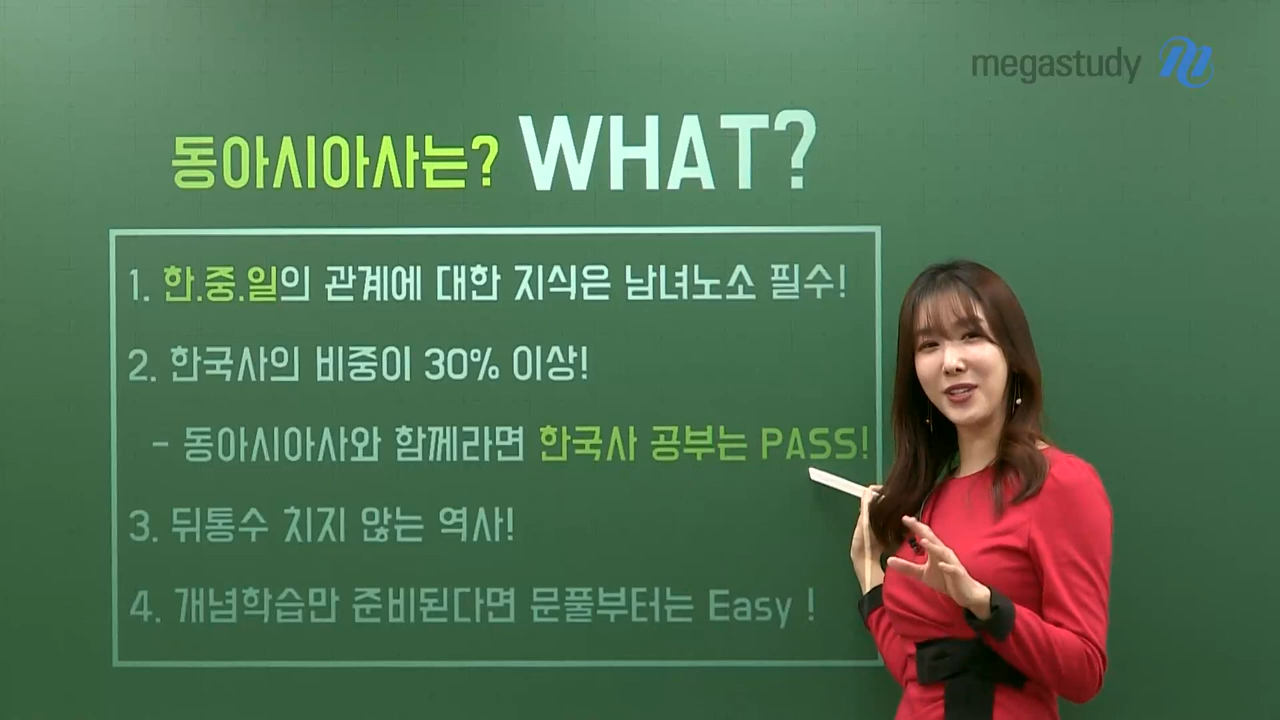 megastudy
동아시아사는? WHAT?
1. 한.중.일의 관계에 대한 지식은 남녀노소 필수!
2. 한국사의 비중이 30% 이상!
- 동아시아사와 함께라면 한국사 공부는 PASS!
3. 뒤통수 치지 않는 역사!
4. 개념학습만 준비된다면 문풀부터는 Easy !